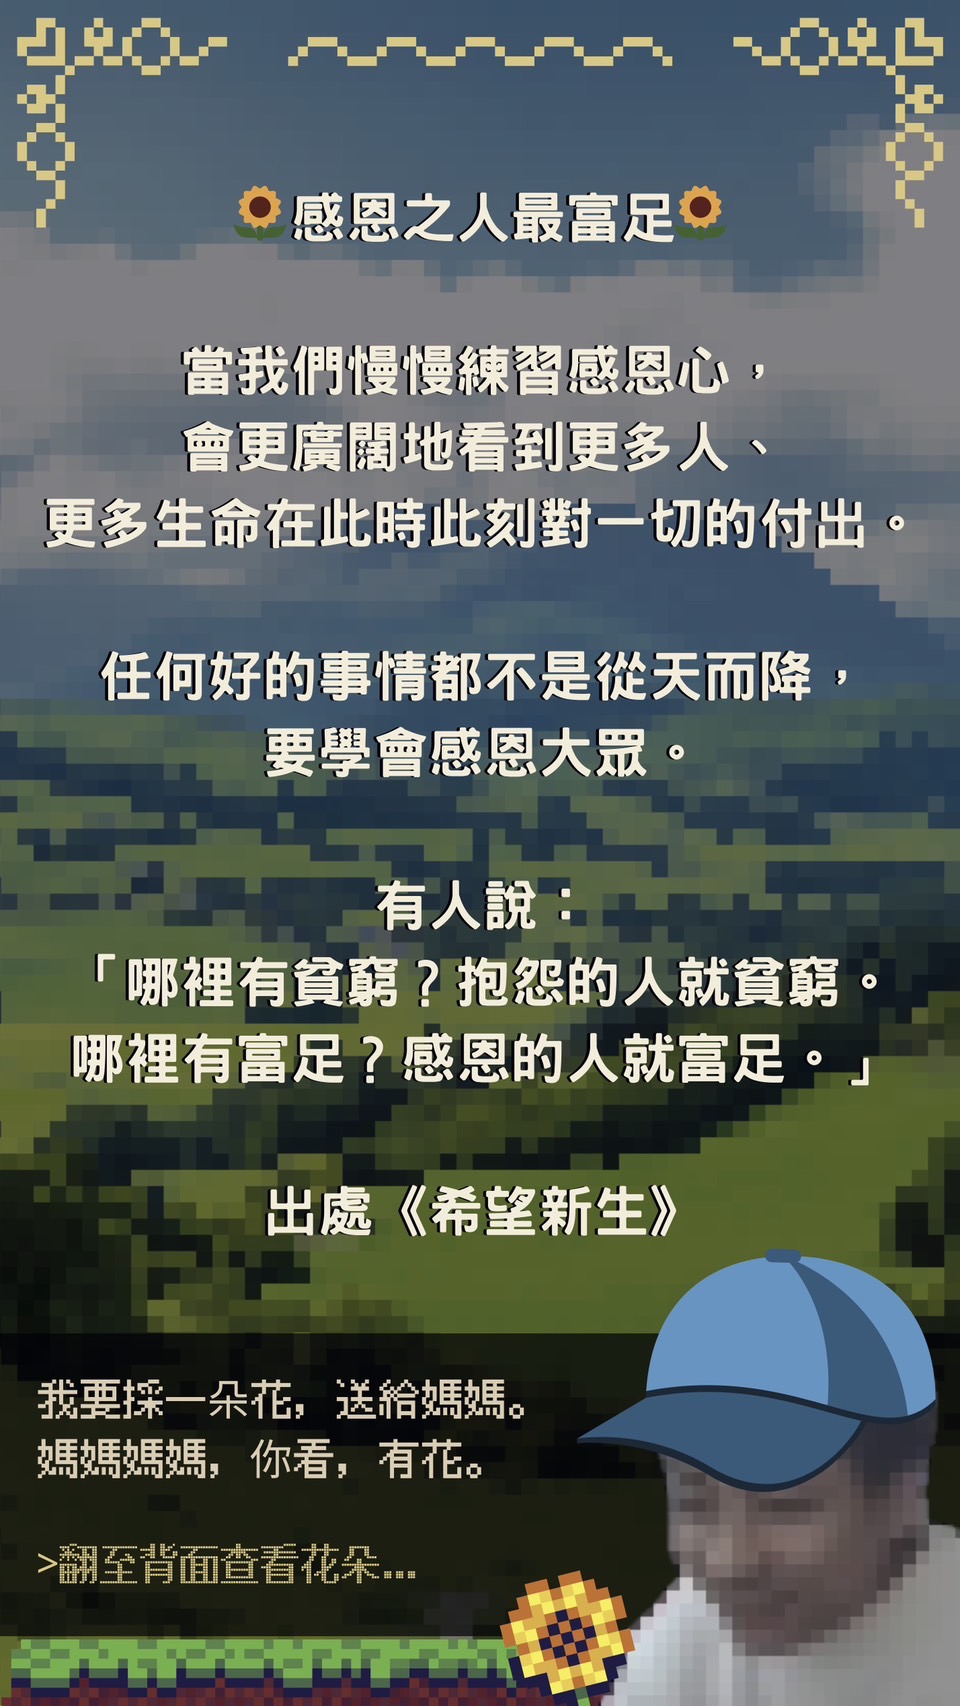 🌻感恩之人最富足🌻
當我們慢慢練習感恩心，
會更廣闊地看到更多人、
更多生命在此時此刻對一切的付出。
任何好的事情都不是從天而降，
要學會感恩大眾。
有人說：
「哪裡有貧窮？抱怨的人就貧窮。
哪裡有富足？感恩的人就富足。」
出處《希望新生》
我要採一朵花，送給媽媽。
媽媽媽媽，你看，有花。
>翻至背面查看花朵...